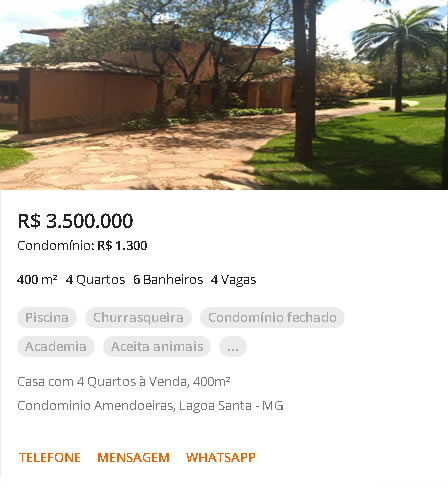 R$ 3.500.000
Condomínio: R$ 1.300
400 m² 4 Quartos 6 Banheiros 4 Vagas
Piscina Churrasqueira Condomínio fechado
Academia Aceita animais ...
Casa com 4 Quartos à Venda, 400m²
Condominio Amendoeiras, Lagoa Santa - MG
TELEFONE MENSAGEM WHATSAPP